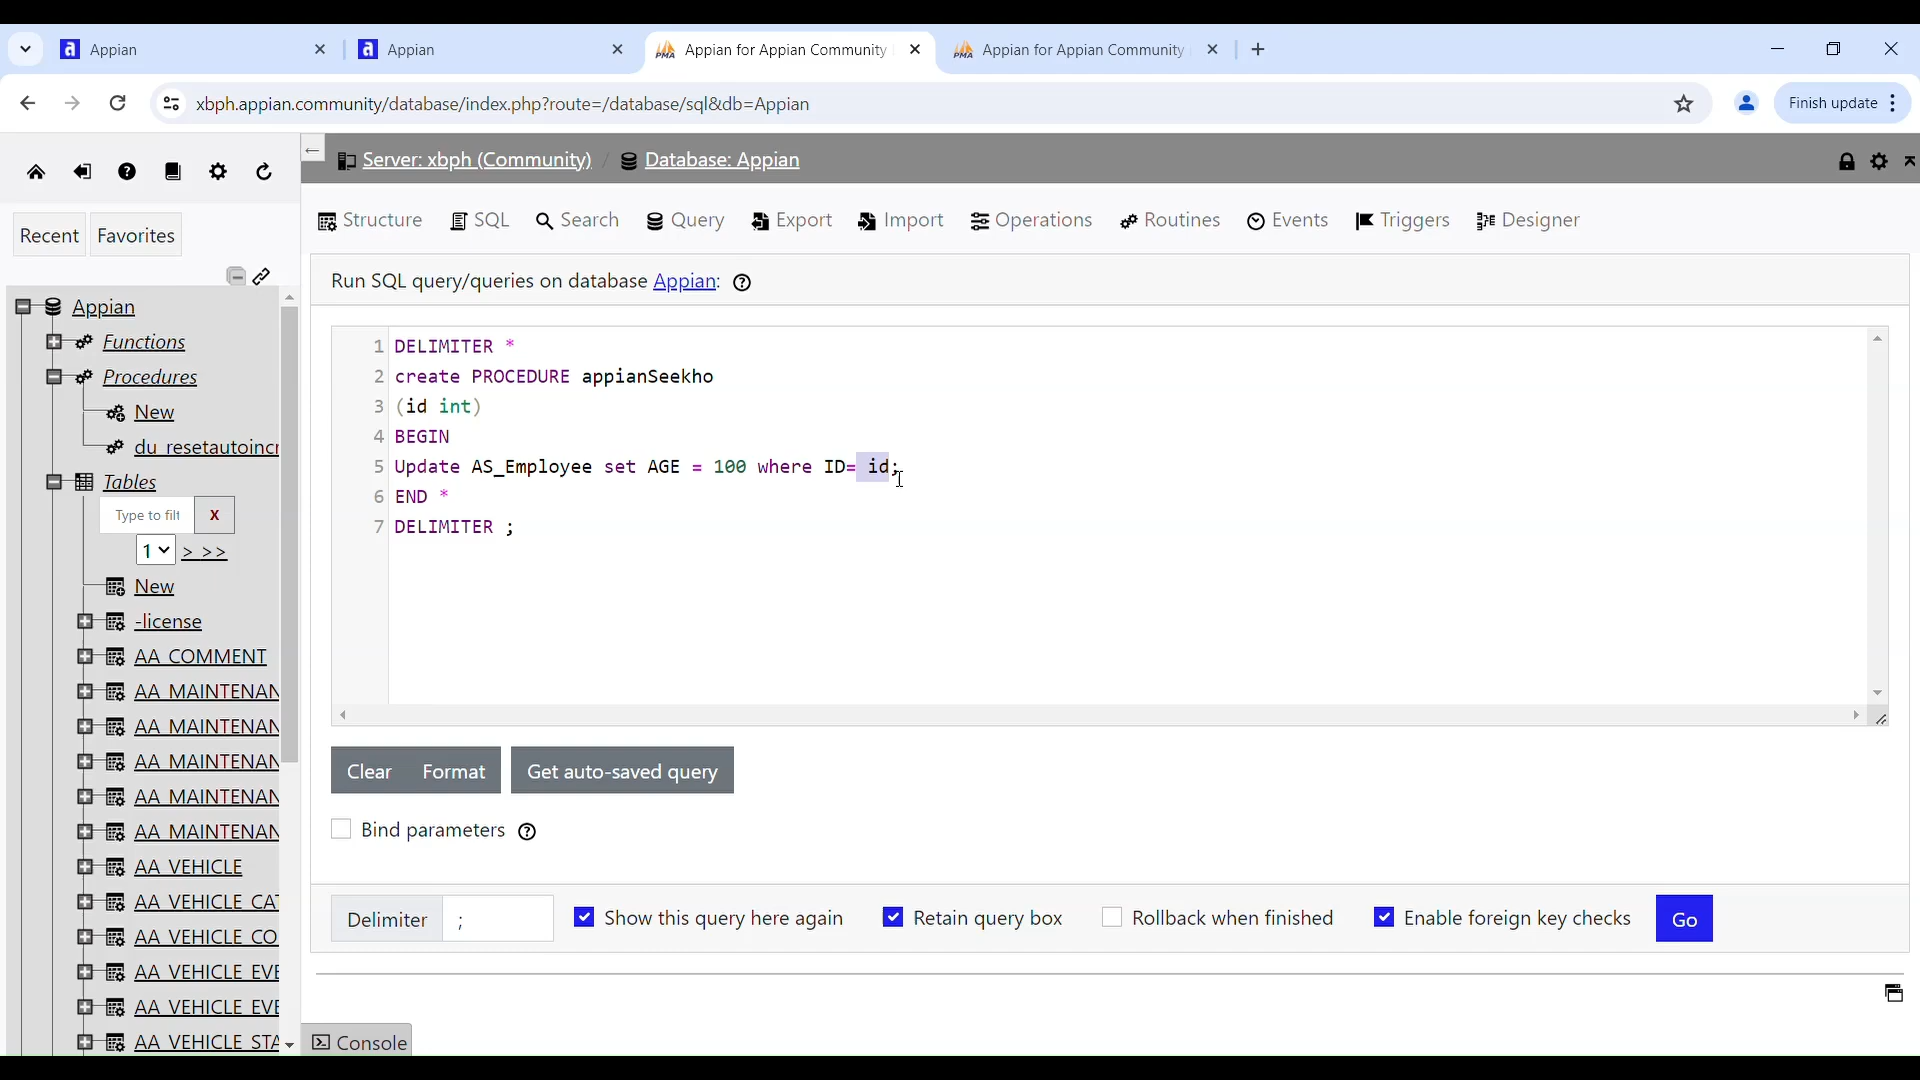 Appian
Appian
PMA Appian for Appian Community
PMA Appian for Appian Community
xbph.appian.community/database/index.php?route=/database/sql&db=Appian
Finish update
Server: xbph (Community) / Database: Appian
Recent Favorites
Structure SQL Search Query Export Import Operations Routines Events Triggers Designer
Run SQL query/queries on database Appian:
Appian
Functions
Procedures
New
du_resetautoincr
Tables
Type to filt X
1 > >>
New
-license
AA_COMMENT
AA_MAINTENAN
AA_MAINTENAN
AA_MAINTENAN
AA_MAINTENAN
AA_MAINTENAN
AA_VEHICLE
AA_VEHICLE_CAT
AA_VEHICLE_CO
AA_VEHICLE_EVE
AA_VEHICLE_EVE
AA_VEHICLE_STA
1 DELIMITER *
2 create PROCEDURE appianSeekho
3 (id int)
4 BEGIN
5 Update AS_Employee set AGE = 100 where ID= id;
6 END *
7 DELIMITER ;
Clear Format Get auto-saved query
Bind parameters
Delimiter ; Show this query here again Retain query box Rollback when finished Enable foreign key checks Go
Console